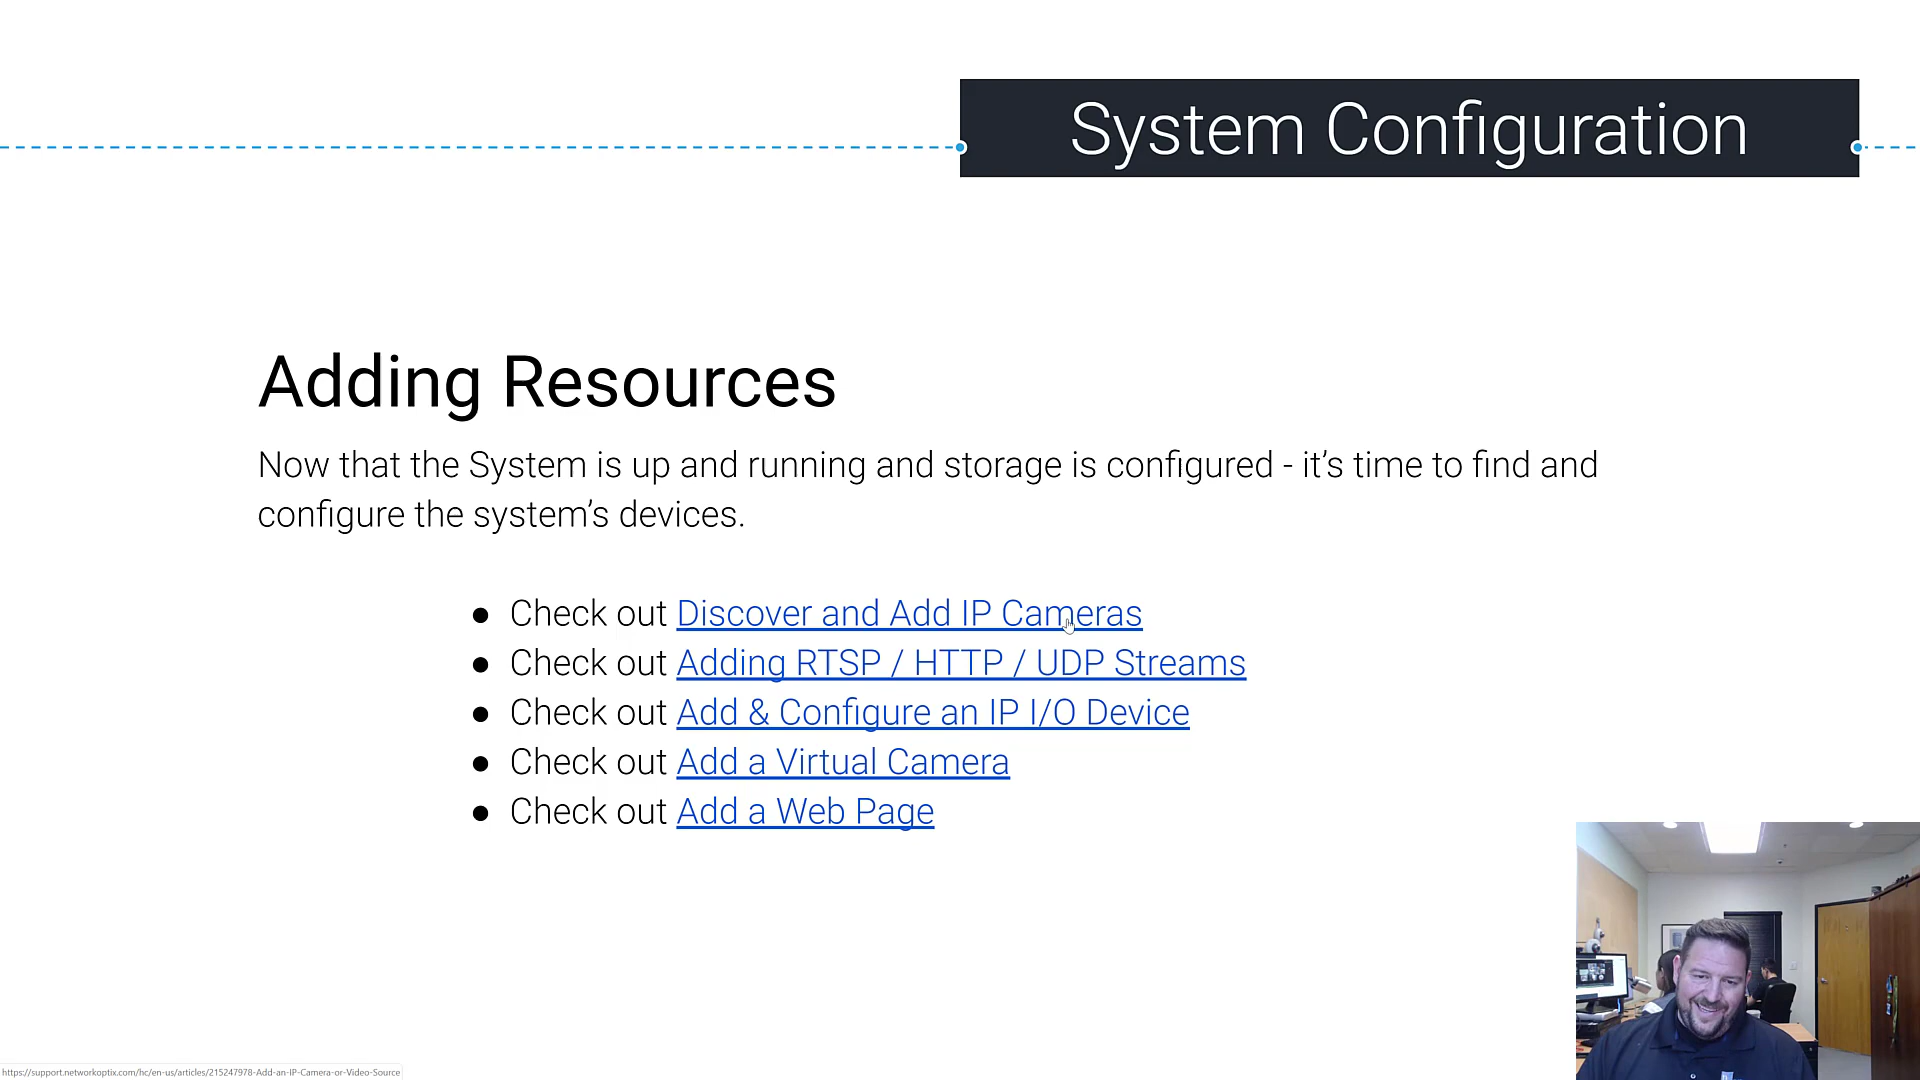 System Configuration
Adding Resources
Now that the System is up and running and storage is configured - it’s time to find and
configure the system’s devices.
● Check out Discover and Add IP Cameras
● Check out Adding RTSP / HTTP / UDP Streams
● Check out Add & Configure an IP I/O Device
● Check out Add a Virtual Camera
● Check out Add a Web Page
https://support.networkoptix.com/hc/en-us/articles/215247978-Add-an-IP-Camera-or-Video-Source